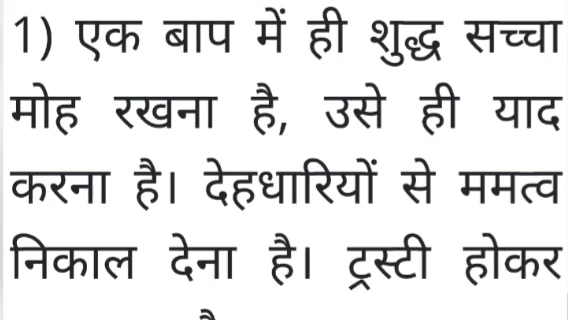 1) एक बाप में ही शुद्ध सच्चा
मोह रखना है, उसे ही याद
करना है। देहधारियों से ममत्व
निकाल देना है। ट्रस्टी होकर